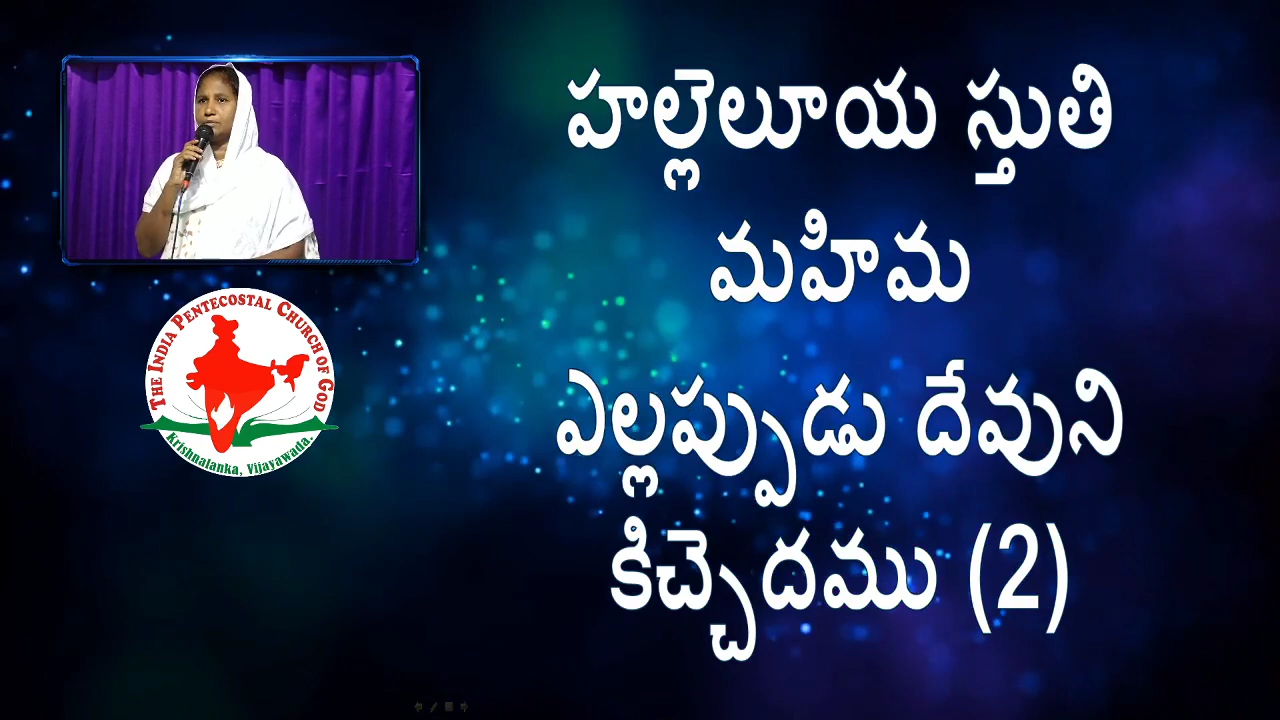 హల్లెలూయ స్తుతి
మహిమ
ఎల్లప్పుడు దేవుని
కిచ్చెదము (2)
THE INDIA PENTECOSTAL CHURCH OF GOD
Krishnalanka, Vijayawada.